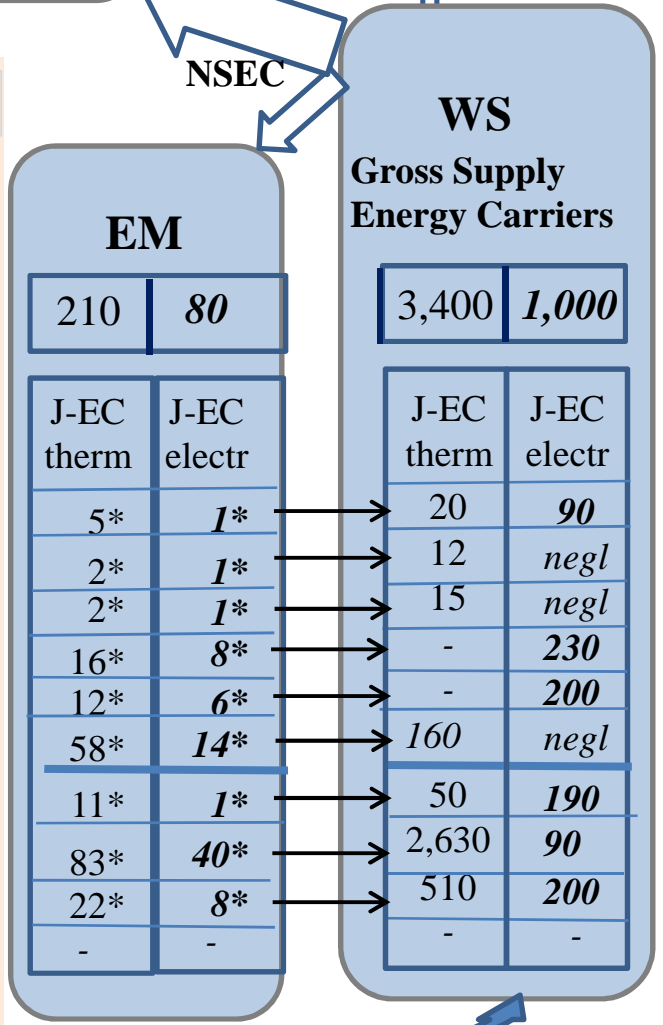 NSEC
WS
Gross Supply
Energy Carriers
EM
210 80
3,400 1,000
J-EC J-EC
therm electr
J-EC J-EC
therm electr
5* 1* 20 90
2* 1* 12 negl
2* 1* 15 negl
16* 8* - 230
12* 6* - 200
58* 14* 160 negl
11* 1* 50 190
83* 40* 2,630 90
22* 8* 510 200
- - - -